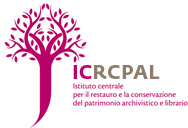 ICRCPAL
Istituto centrale
per il restauro e la conservazione
del patrimonio archivistico e librario